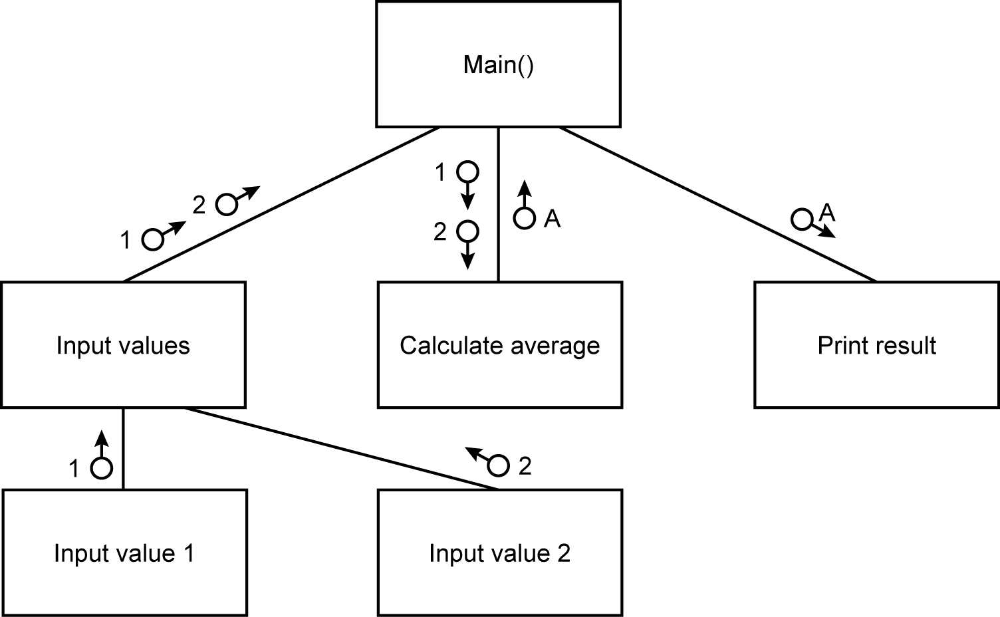 Main()
1
2
A
2
1
A
Input values
Calculate average
Print result
1
2
Input value 1
Input value 2